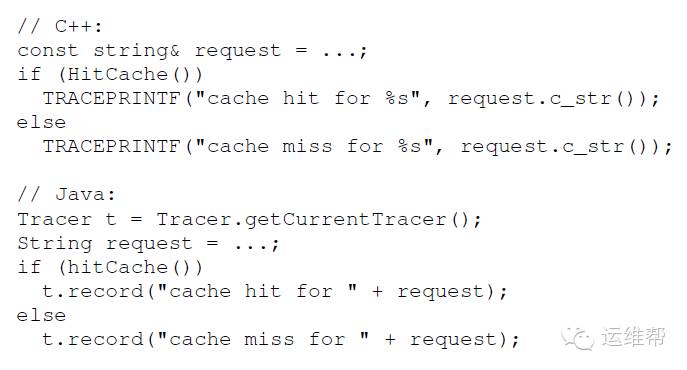 // C++:
const string& request = ...;
if (HitCache())
  TRACEPRINTF("cache hit for %s", request.c_str());
else
  TRACEPRINTF("cache miss for %s", request.c_str());

// Java:
Tracer t = Tracer.getCurrentTracer();
String request = ...;
if (hitCache())
  t.record("cache hit for " + request);
else
  t.record("cache miss for " + request);
运维帮